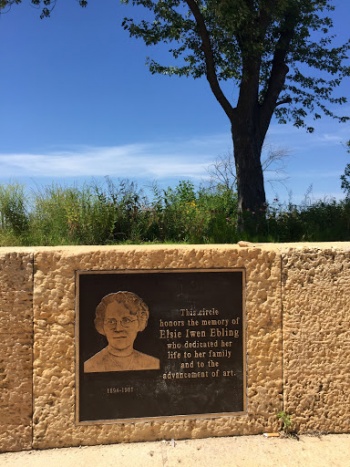 This circle
honors the memory of
Elsie Iwen Ebling
who dedicated her
life to her family
and to the
advancement of art.